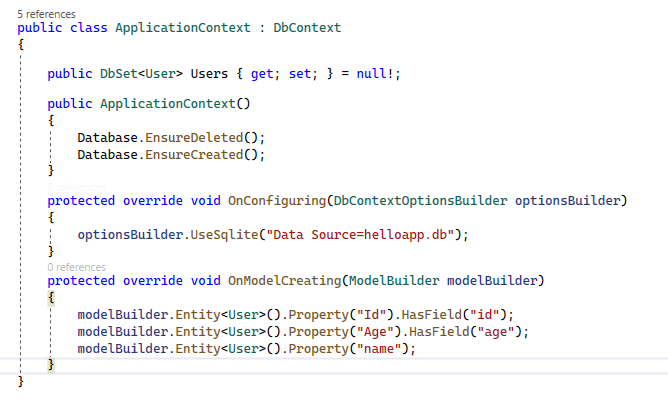 5 references
public class ApplicationContext : DbContext
{
public DbSet<User> Users { get; set; } = null!;
public ApplicationContext()
{
Database.EnsureDeleted();
Database.EnsureCreated();
}
0 references
protected override void OnConfiguring(DbContextOptionsBuilder optionsBuilder)
{
optionsBuilder.UseSqlite("Data Source=helloapp.db");
}
0 references
protected override void OnModelCreating(ModelBuilder modelBuilder)
{
modelBuilder.Entity<User>().Property("Id").HasField("id");
modelBuilder.Entity<User>().Property("Age").HasField("age");
modelBuilder.Entity<User>().Property("name");
}
}